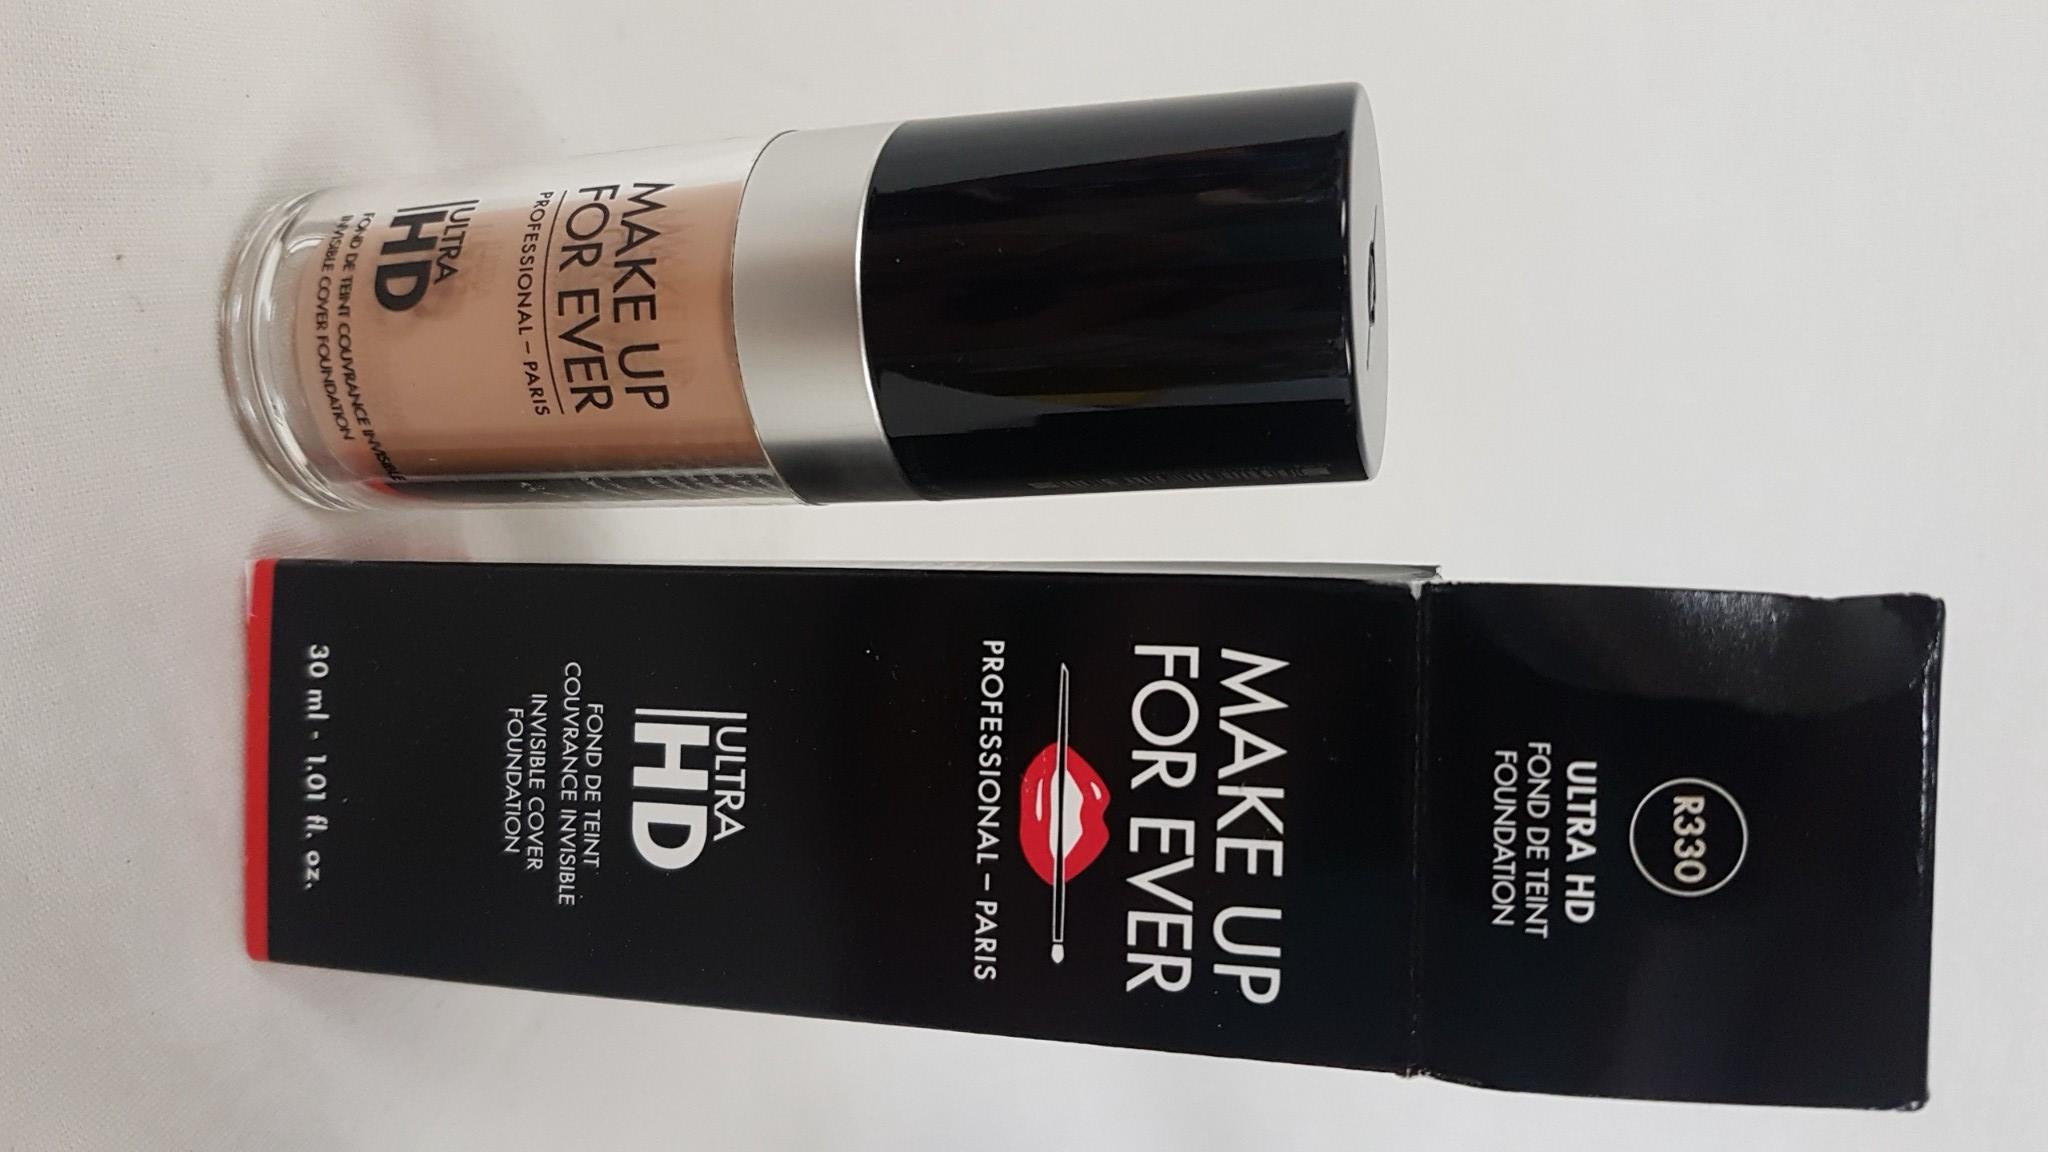 MAKE UP
FOR EVER
PROFESSIONAL – PARIS
ULTRA
HD
FOND DE TEINT COUVRANCE INVISIBLE
INVISIBLE COVER FOUNDATION
R330
ULTRA HD
FOND DE TEINT
FOUNDATION
MAKE UP
FOR EVER
PROFESSIONAL – PARIS
ULTRA
HD
FOND DE TEINT
COUVRANCE INVISIBLE
INVISIBLE COVER
FOUNDATION
30 ml - 1.01 fl. oz.